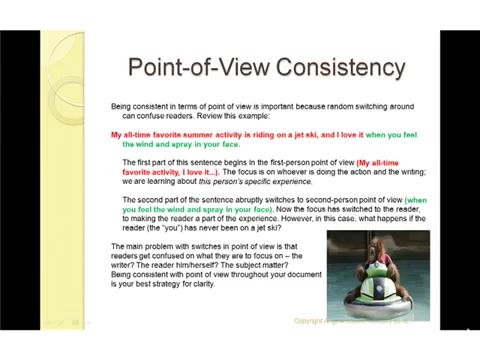 Point-of-View Consistency
Being consistent in terms of point of view is important because random switching around
can confuse readers. Review this example:
My all-time favorite summer activity is riding on a jet ski, and I love it when you feel
the wind and spray in your face.
The first part of this sentence begins in the first-person point of view (My all-time
favorite activity, I love it...). The focus is on whoever is doing the action and the writing;
we are learning about this person's specific experience.
The second part of the sentence abruptly switches to second-person point of view (when
you feel the wind and spray in your face). Now the focus has switched to the reader,
to making the reader a part of the experience. However, in this case, what happens if the
reader (the "you") has never been on a jet ski?
The main problem with switches in point of view is that
readers get confused on what they are to focus on – the
writer? The reader him/herself? The subject matter?
Being consistent with point of view throughout your document
is your best strategy for clarity.
Copyright